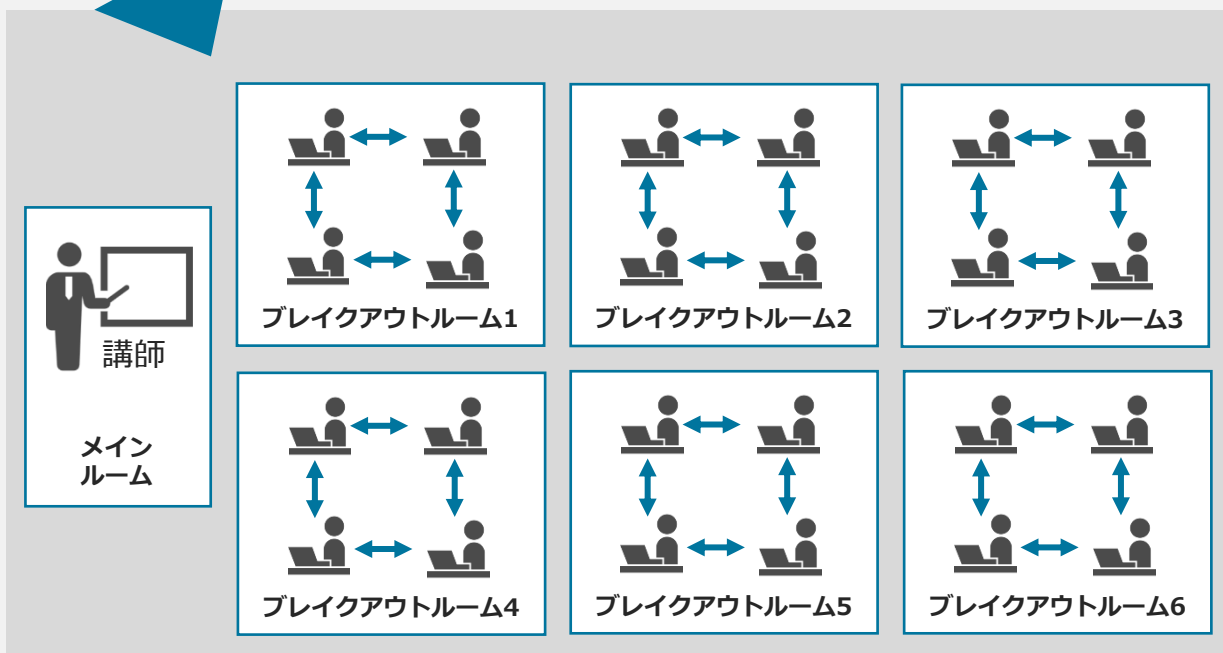 講師
メイン
ルーム
ブレイクアウトルーム1
ブレイクアウトルーム2
ブレイクアウトルーム3
ブレイクアウトルーム4
ブレイクアウトルーム5
ブレイクアウトルーム6